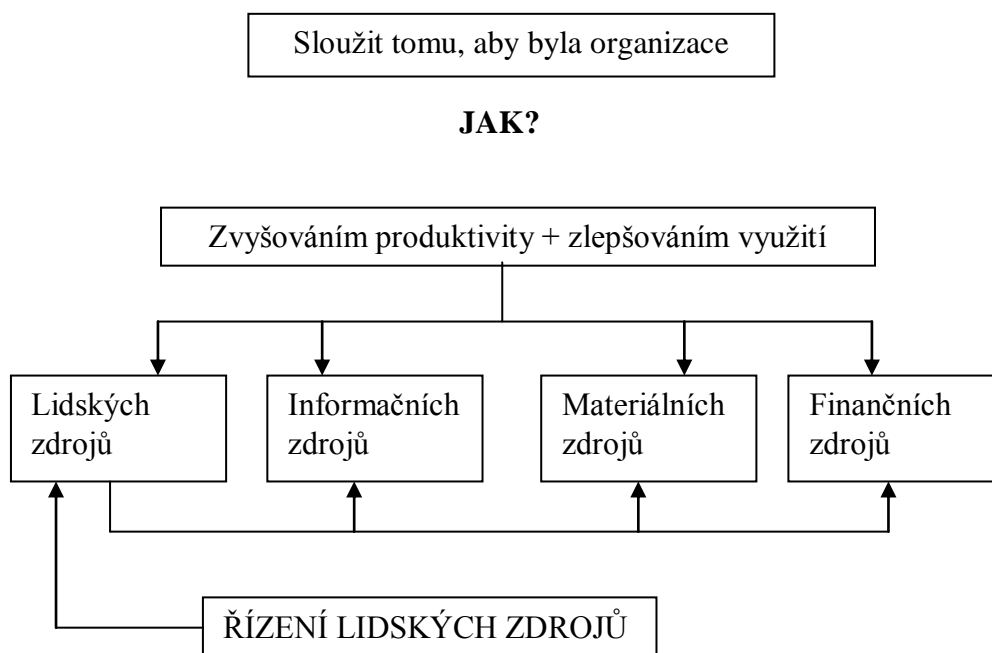 Sloužit tomu, aby byla organizace
JAK?
Zvyšováním produktivity + zlepšováním využití
Lidských
zdrojů
Informačních
zdrojů
Materiálních
zdrojů
Finančních
zdrojů
ŘÍZENÍ LIDSKÝCH ZDROJŮ